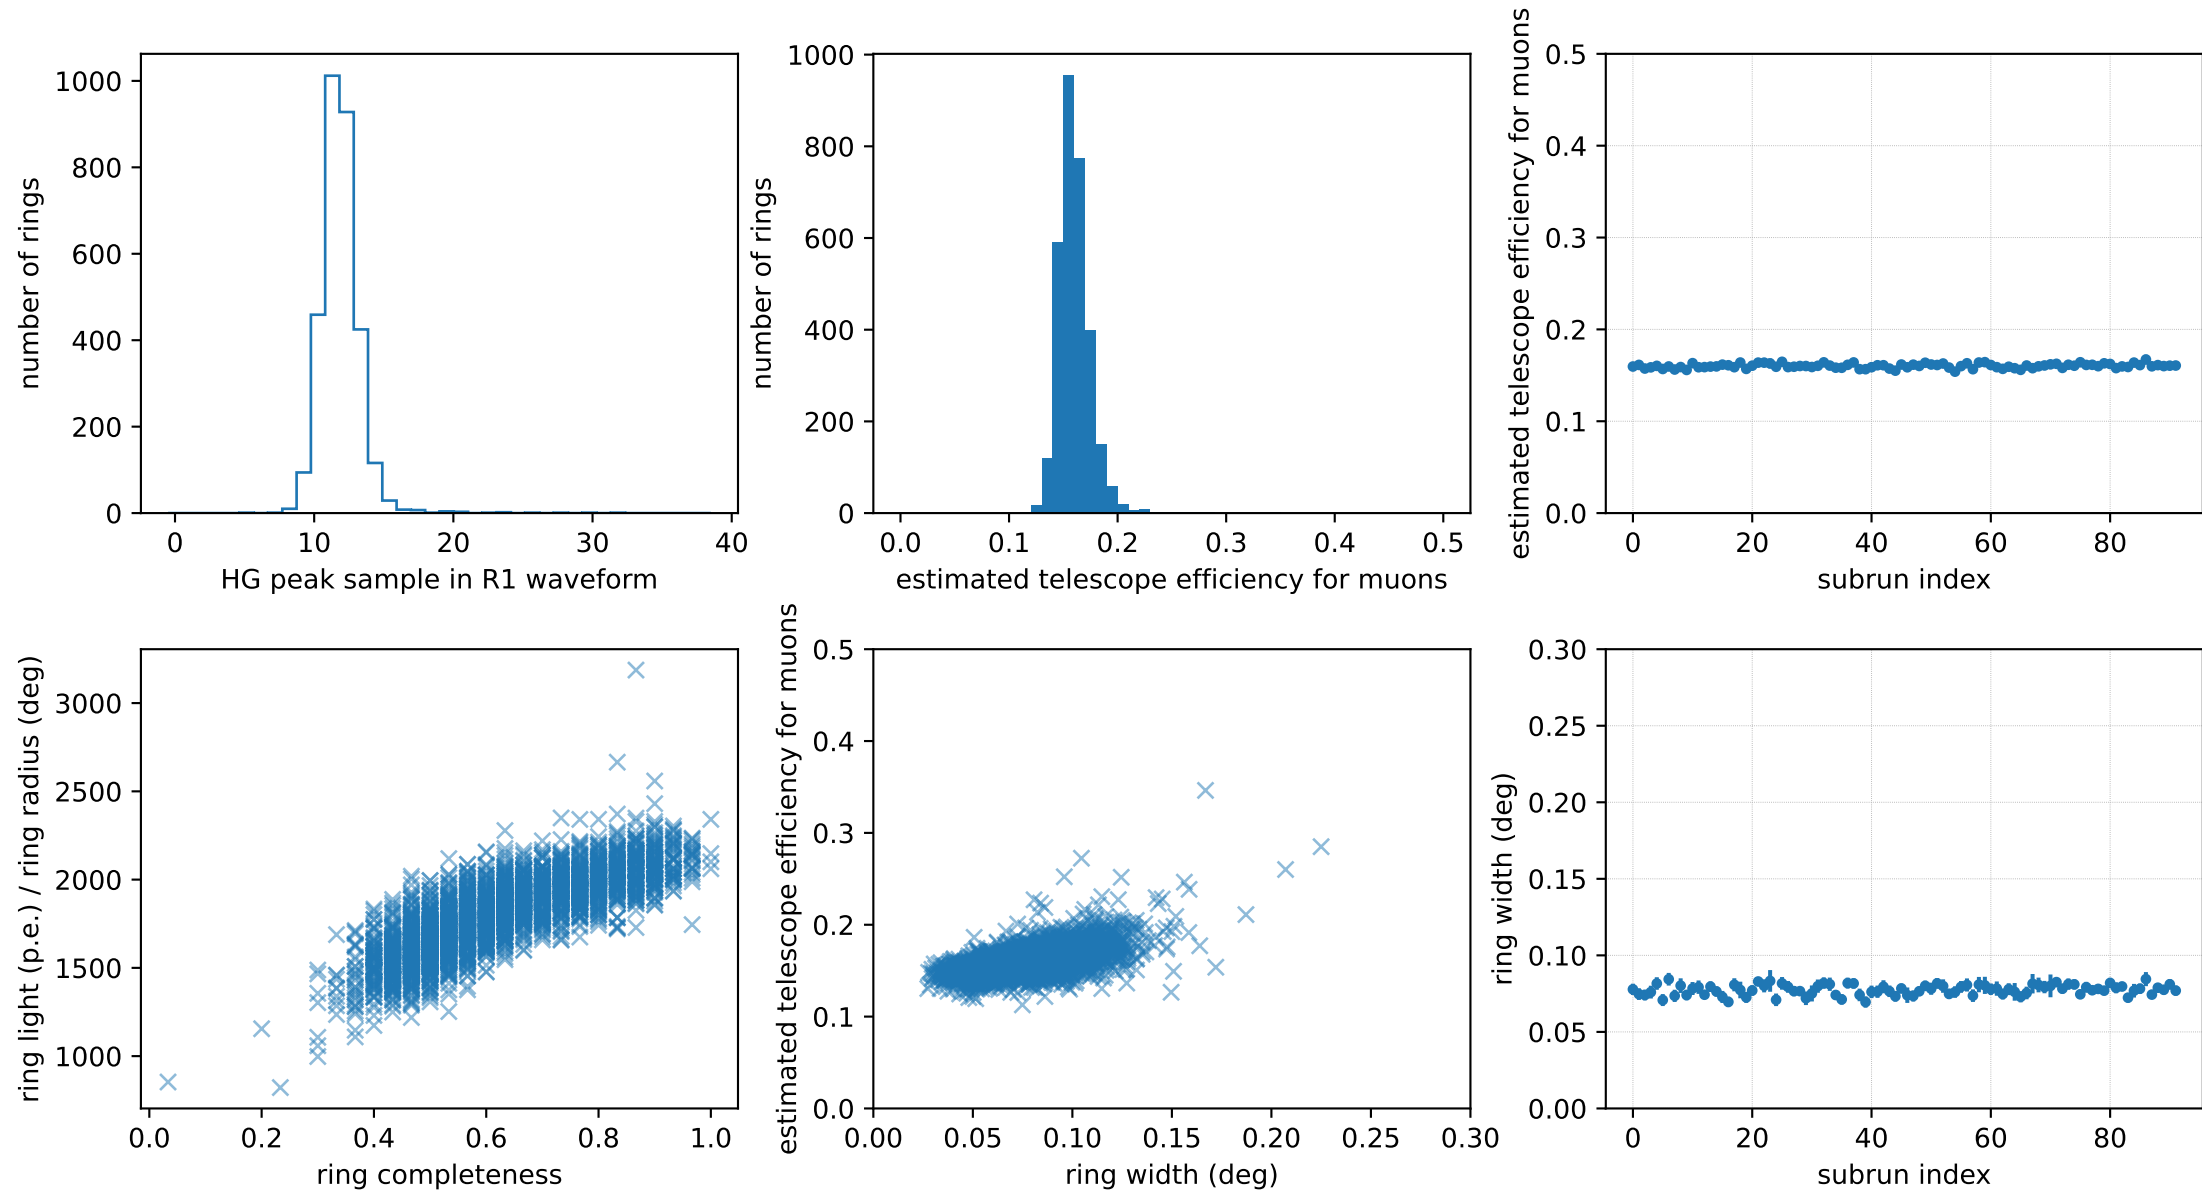 number of rings
1000
800
600
400
200
0
0 10 20 30 40
HG peak sample in R1 waveform
number of rings
1000
800
600
400
200
0
0.0 0.1 0.2 0.3 0.4 0.5
estimated telescope efficiency for muons
estimated telescope efficiency for muons
0.5
0.4
0.3
0.2
0.1
0.0
0 20 40 60 80
subrun index
ring light (p.e.) / ring radius (deg)
3000
2500
2000
1500
1000
0.0 0.2 0.4 0.6 0.8 1.0
ring completeness
estimated telescope efficiency for muons
0.5
0.4
0.3
0.2
0.1
0.0
0.00 0.05 0.10 0.15 0.20 0.25 0.30
ring width (deg)
ring width (deg)
0.30
0.25
0.20
0.15
0.10
0.05
0.00
0 20 40 60 80
subrun index